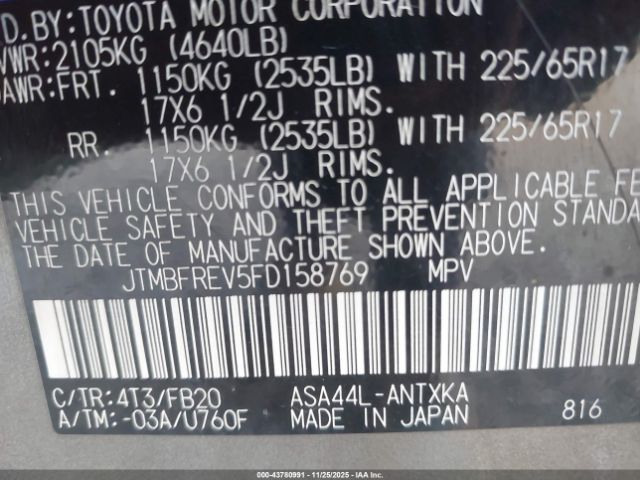 D.BY:TOYOTA MOTOR CORPORATION
VWR:2105KG (4640LB)
AWR:FRT. 1150KG (2535LB) WITH 225/65R17
17X6 1/2J RIMS.
RR. 1150KG (2535LB) WITH 225/65R17
17X6 1/2J RIMS.
THIS VEHICLE CONFORMS TO ALL APPLICABLE FE
VEHICLE SAFETY AND THEFT PREVENTION STANDA
THE DATE OF MANUFACTURE SHOWN ABOVE.
JTMBFREV5FD158769 MPV
C/TR:4T3/FB20 ASA44L-ANTXKA
A/TM:-03A/U760F MADE IN JAPAN 816
000-43780991 - 11/25/2025 - COPART